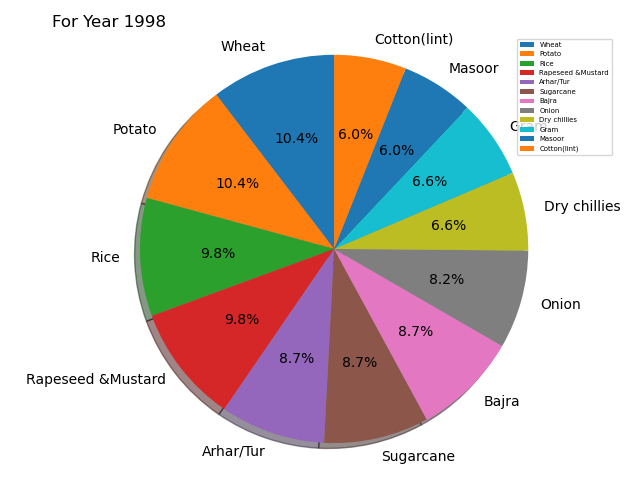 For Year 1998
Wheat
10.4%
Potato
10.4%
Rice
9.8%
Rapeseed &Mustard
9.8%
Arhar/Tur
8.7%
Sugarcane
8.7%
Bajra
8.7%
Onion
8.2%
Dry chillies
6.6%
Gram
6.6%
Masoor
6.0%
Cotton(lint)
6.0%
Wheat
Potato
Rice
Rapeseed &Mustard
Arhar/Tur
Sugarcane
Bajra
Onion
Dry chillies
Gram
Masoor
Cotton(lint)